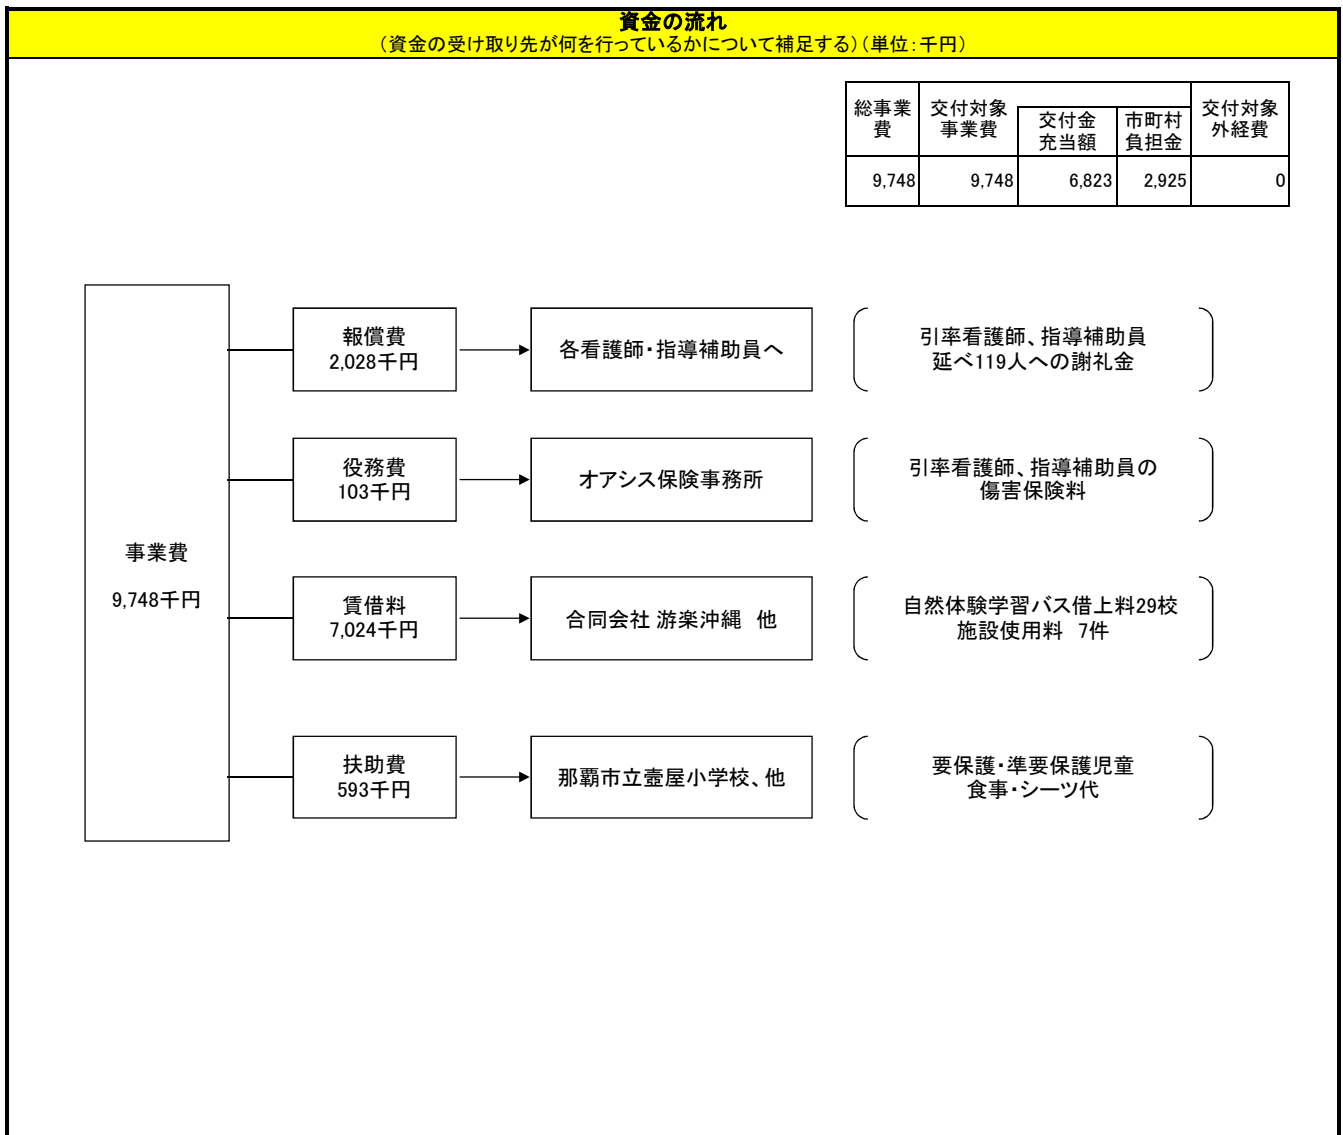 資金の流れ
（資金の受け取り先が何を行っているかについて補足する）（単位：千円）
総事業
費
交付対象
事業費
交付金
充当額
市町村
負担金
交付対象
外経費
9,748
9,748
6,823
2,925
0
事業費
9,748千円
報償費
2,028千円
各看護師・指導補助員へ
引率看護師、指導補助員
延べ119人への謝礼金
役務費
103千円
オアシス保険事務所
引率看護師、指導補助員の
傷害保険料
賃借料
7,024千円
合同会社 游楽沖縄　他
自然体験学習バス借上料29校
施設使用料　7件
扶助費
593千円
那覇市立壺屋小学校、他
要保護・準要保護児童
食事・シーツ代